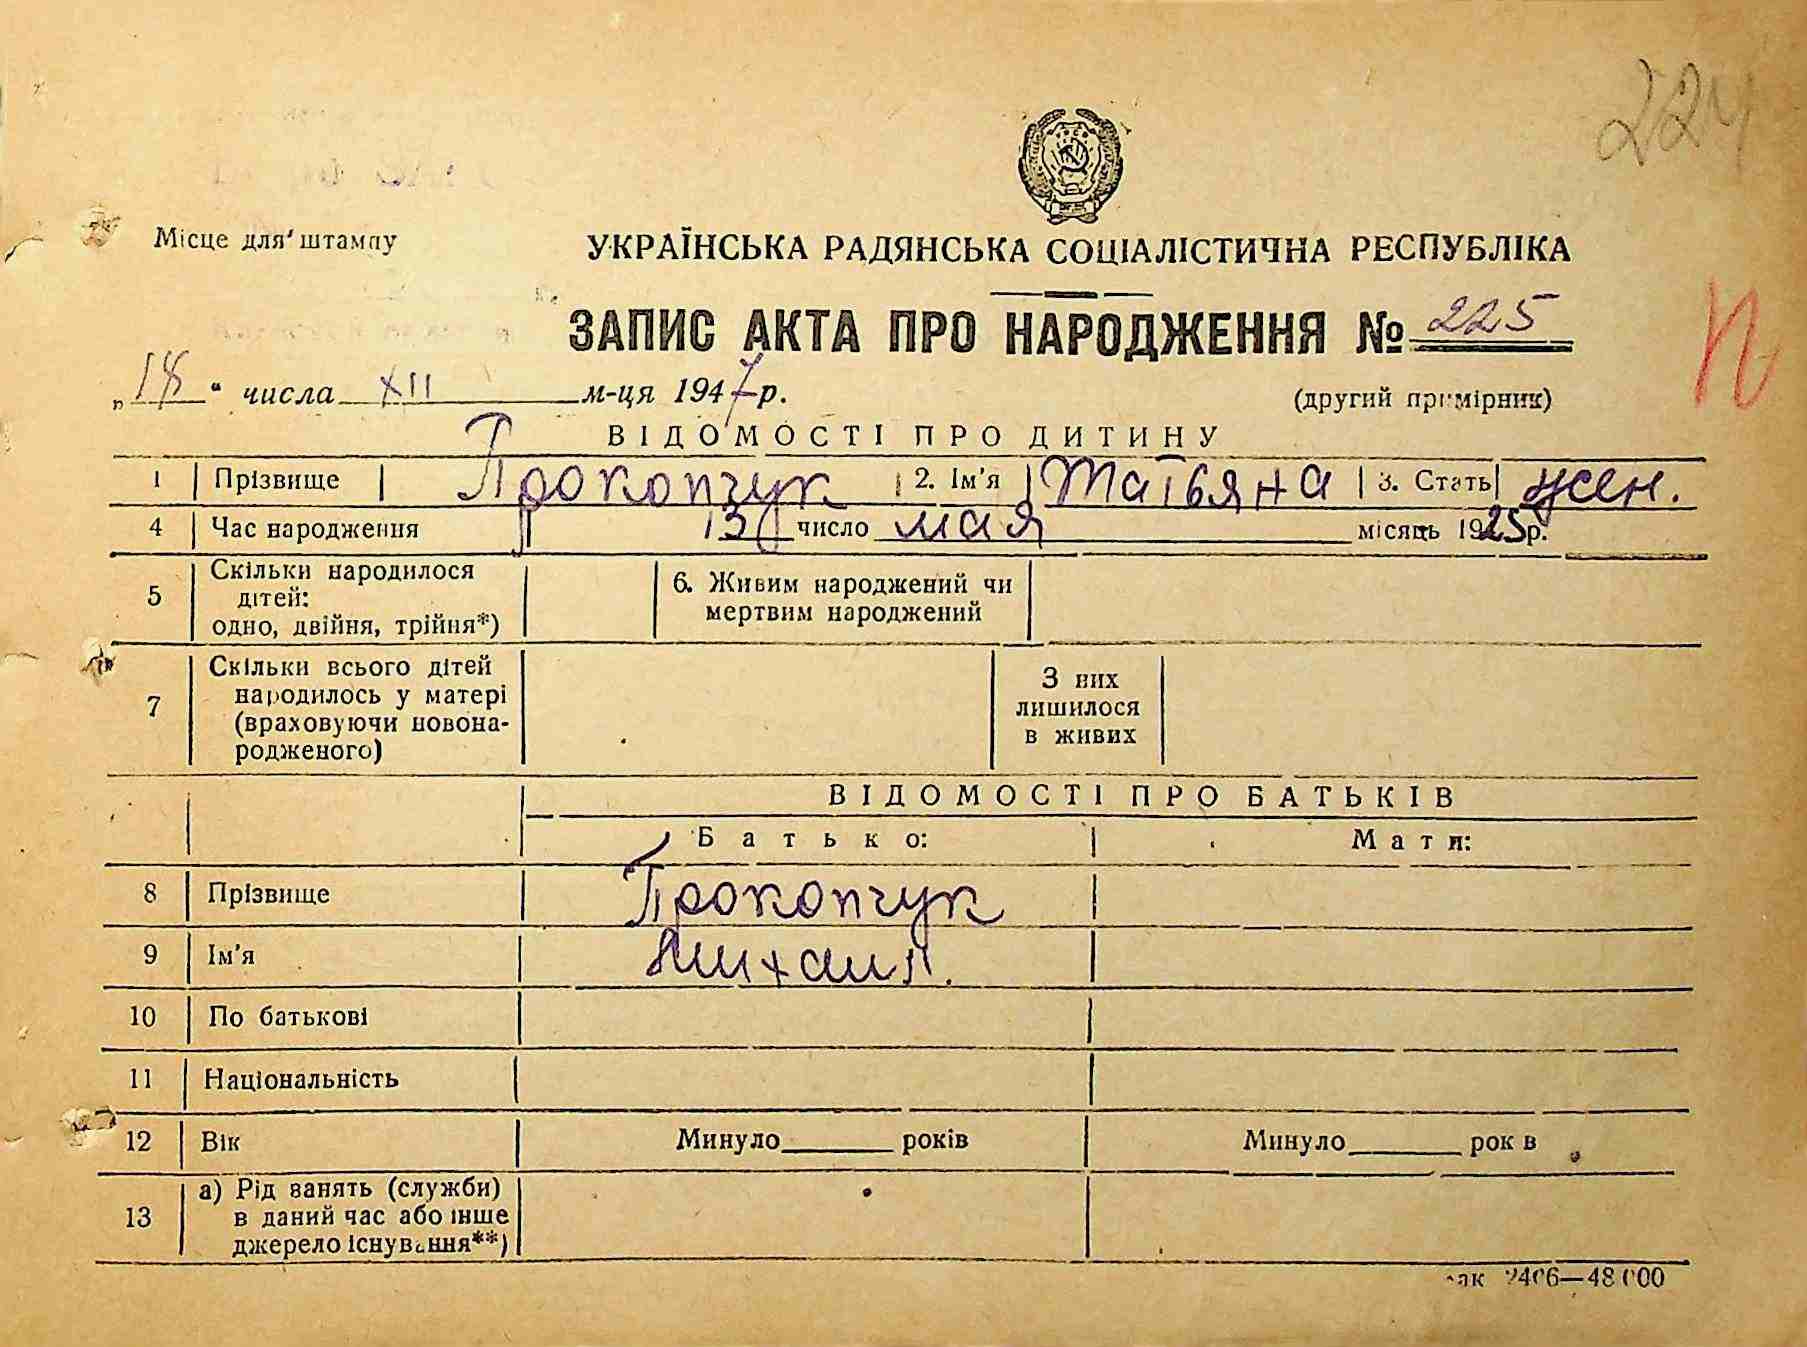 224
Місце для штампу
УКРАЇНСЬКА РАДЯНСЬКА СОЦІАЛІСТИЧНА РЕСПУБЛІКА
ЗАПИС АКТА ПРО НАРОДЖЕННЯ № 225
„18“ числа XII м-ця 1947 р.
(другий примірник)
п
ВІДОМОСТІ ПРО ДИТИНУ
1 Прізвище Прокопчук 2. Ім'я Татьяна 3. Стать жен.
4 Час народження 13 число мая місяць 1925 р.
5 Скільки народилося дітей: одно, двійня, трійня*) 6. Живим народжений чи мертвим народжений
7 Скільки всього дітей народилось у матері (враховуючи новонародженого) З них лишилося в живих
ВІДОМОСТІ ПРО БАТЬКІВ
Батько: Мати:
8 Прізвище Прокопчук
9 Ім'я Михаил.
10 По батькові
11 Національність
12 Вік Минуло років Минуло рок в
13 а) Рід занять (служби) в даний час або інше джерело існування**)
зак 2406—48000